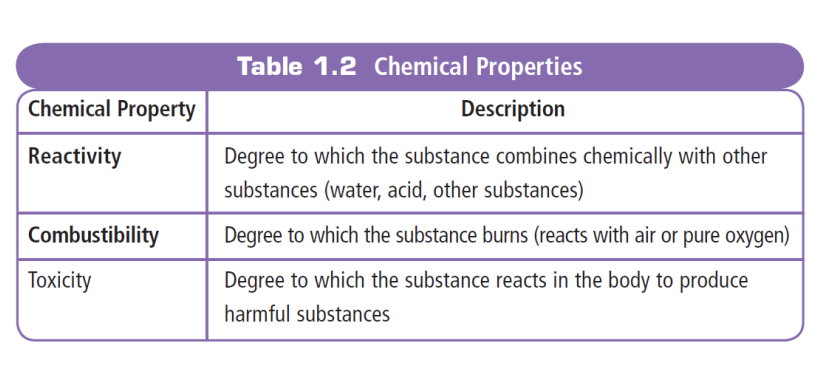 Table 1.2 Chemical Properties
Chemical Property Description
Reactivity Degree to which the substance combines chemically with other
substances (water, acid, other substances)
Combustibility Degree to which the substance burns (reacts with air or pure oxygen)
Toxicity Degree to which the substance reacts in the body to produce
harmful substances